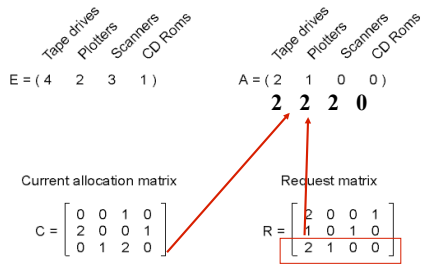 Tape drives Plotters Scanners CD Roms
Tape drives Plotters Scanners CD Roms
E = ( 4 2 3 1 )
A = ( 2 1 0 0 )
2 2 2 0
Current allocation matrix
Request matrix
0 0 1 0
C = 2 0 0 1
0 1 2 0
2 0 0 1
R = 1 0 1 0
2 1 0 0